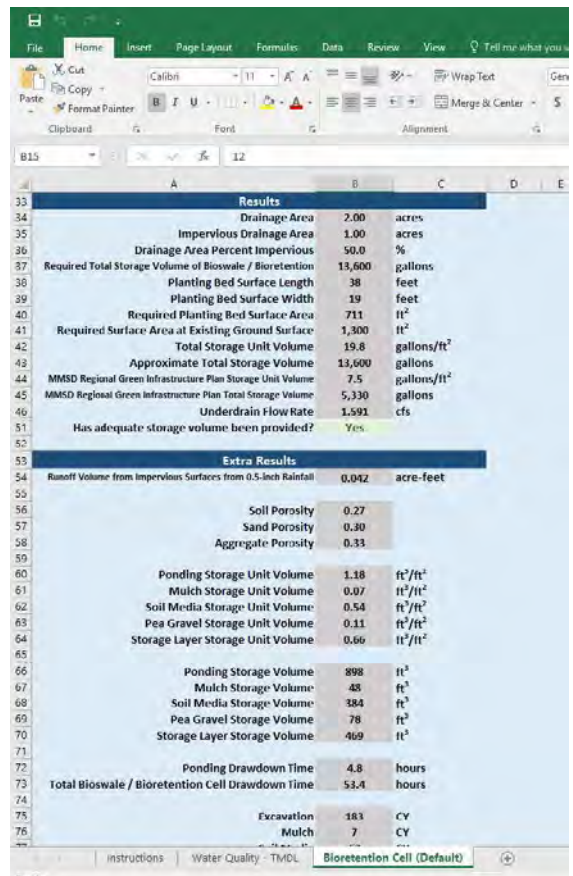 File Home Insert Page Layout Formulas Data Review View Tell me what you w
Cut Calibri 11 A A Wrap Text Gen
Copy
Paste Format Painter B I U A Merge & Center $
Clipboard Font Alignment
B15 fx 12
A B C D E
33 Results
34 Drainage Area 2.00 acres
35 Impervious Drainage Area 1.00 acres
36 Drainage Area Percent Impervious 50.0 %
37 Required Total Storage Volume of Bioswale / Bioretention 13,600 gallons
38 Planting Bed Surface Length 38 feet
39 Planting Bed Surface Width 19 feet
40 Required Planting Bed Surface Area 711 ft²
41 Required Surface Area at Existing Ground Surface 1,300 ft²
42 Total Storage Unit Volume 19.8 gallons/ft²
43 Approximate Total Storage Volume 13,600 gallons
44 MMSD Regional Green Infrastructure Plan Storage Unit Volume 7.5 gallons/ft²
45 MMSD Regional Green Infrastructure Plan Total Storage Volume 5,330 gallons
46 Underdrain Flow Rate 1.591 cfs
51 Has adequate storage volume been provided? Yes
52
53 Extra Results
54 Runoff Volume from Impervious Surfaces from 0.5-inch Rainfall 0.042 acre-feet
55
56 Soil Porosity 0.27
57 Sand Porosity 0.30
58 Aggregate Porosity 0.33
59
60 Ponding Storage Unit Volume 1.18 ft³/ft²
61 Mulch Storage Unit Volume 0.07 ft³/ft²
62 Soil Media Storage Unit Volume 0.54 ft³/ft²
63 Pea Gravel Storage Unit Volume 0.11 ft³/ft²
64 Storage Layer Storage Unit Volume 0.66 ft³/ft²
65
66 Ponding Storage Volume 898 ft³
67 Mulch Storage Volume 48 ft³
68 Soil Media Storage Volume 384 ft³
69 Pea Gravel Storage Volume 78 ft³
70 Storage Layer Storage Volume 469 ft³
71
72 Ponding Drawdown Time 4.8 hours
73 Total Bioswale / Bioretention Cell Drawdown Time 53.4 hours
74
75 Excavation 183 CY
76 Mulch 7 CY
Instructions Water Quality - TMDL Bioretention Cell (Default)